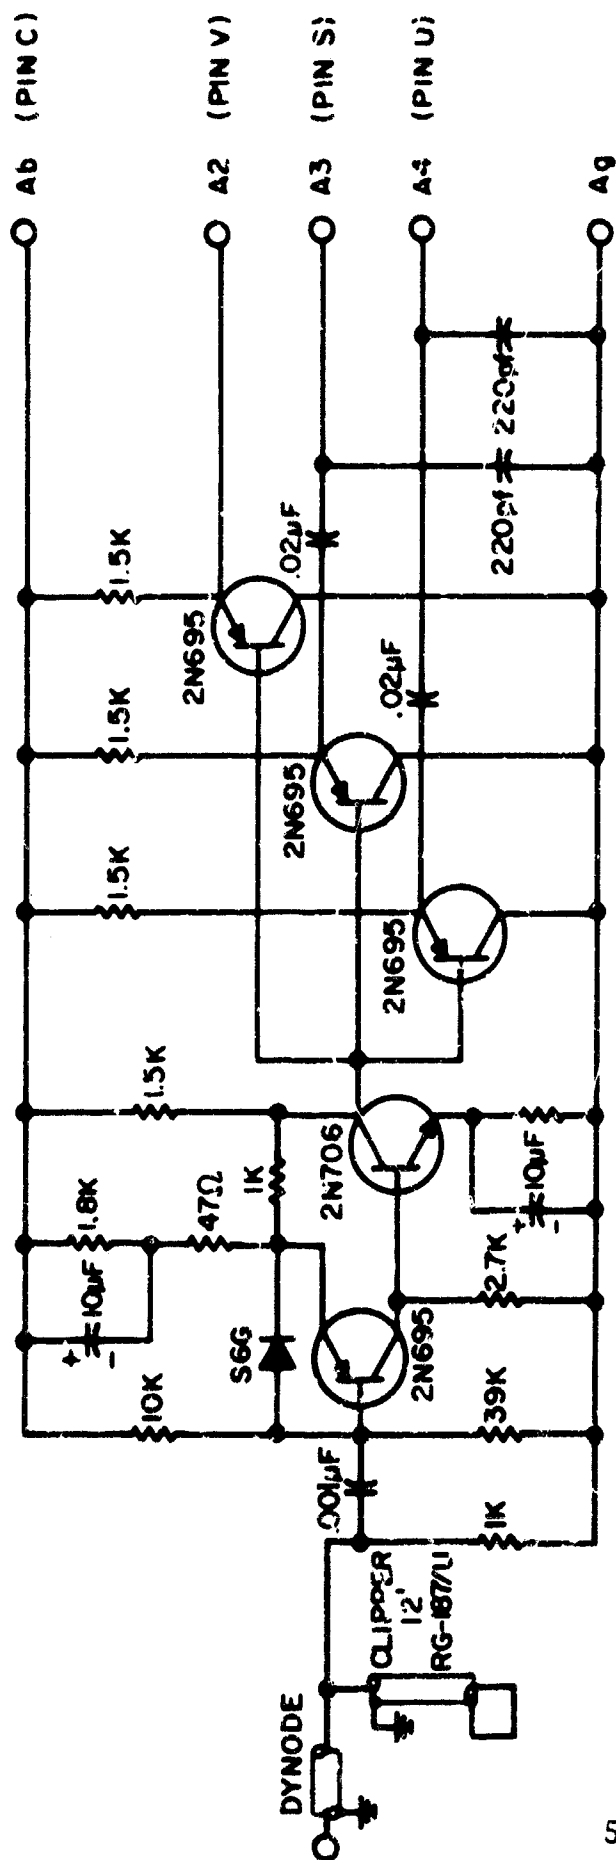 Ab (PIN C)
A2 (PIN V)
A3 (PIN S)
A4 (PIN U)
Ag
1.5K
1.5K
1.5K
1.5K
1.8K
10µF
10K
47Ω
1K
S6G
2N695
.02µF
2N695
.02µF
2N695
220pf
220pf
2N706
10µF
2.7K
2N695
39K
.001µF
1K
CLIPPER
12'
RG-187/U
DYNODE
+
-
+
-
5